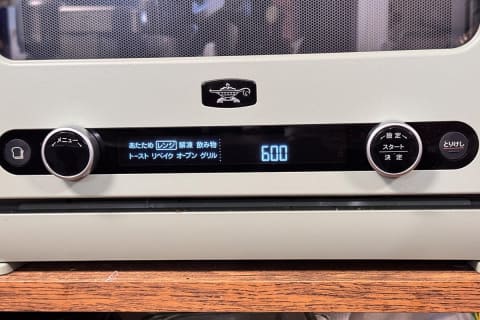 メニュー
あたため レンジ 解凍 飲み物
トースト リベイク オーブン グリル
600
設定
スタート
決定
とりけし